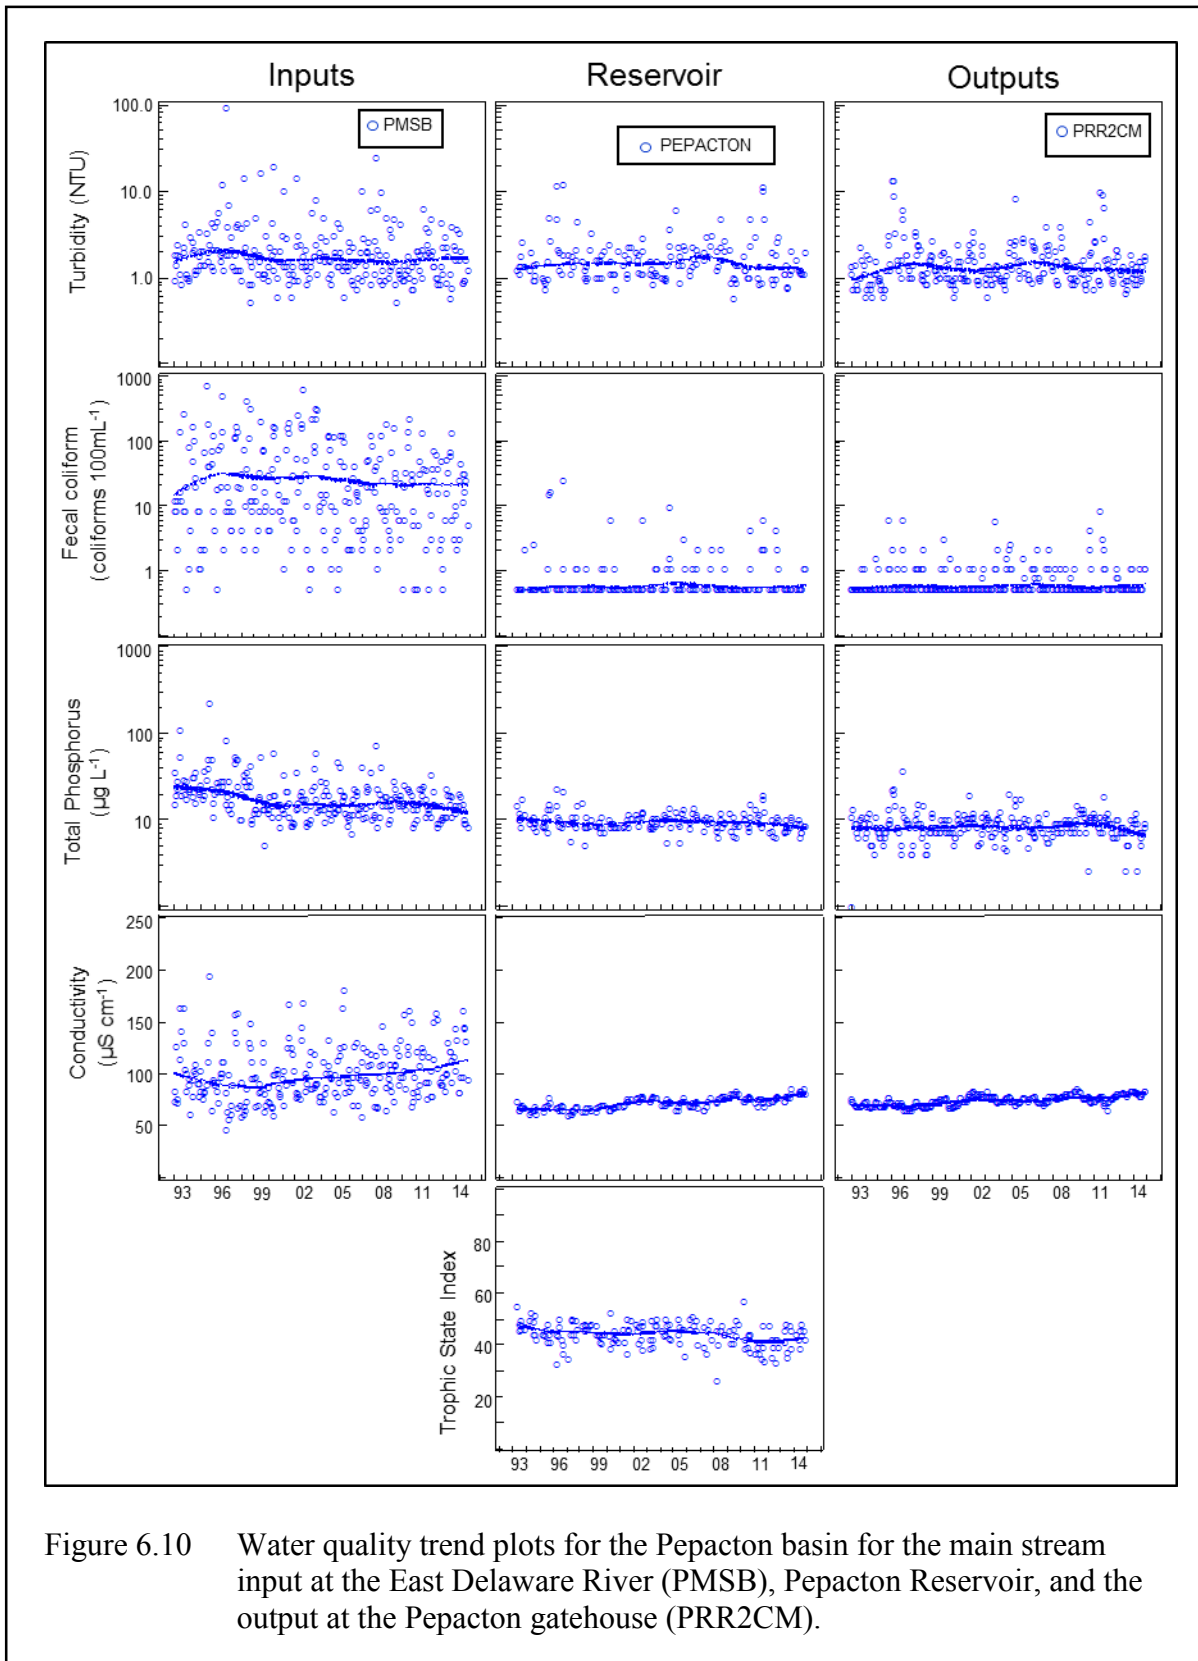 Inputs Reservoir Outputs
PMSB
PEPACTON
PRR2CM
Turbidity (NTU)
100.0
10.0
1.0
Fecal coliform
(coliforms 100mL⁻¹)
1000
100
10
1
Total Phosphorus
(µg L⁻¹)
1000
100
10
Conductivity
(µS cm⁻¹)
250
200
150
100
50
93 96 99 02 05 08 11 14
93 96 99 02 05 08 11 14
Trophic State Index
80
60
40
20
93 96 99 02 05 08 11 14
Figure 6.10 Water quality trend plots for the Pepacton basin for the main stream
input at the East Delaware River (PMSB), Pepacton Reservoir, and the
output at the Pepacton gatehouse (PRR2CM).